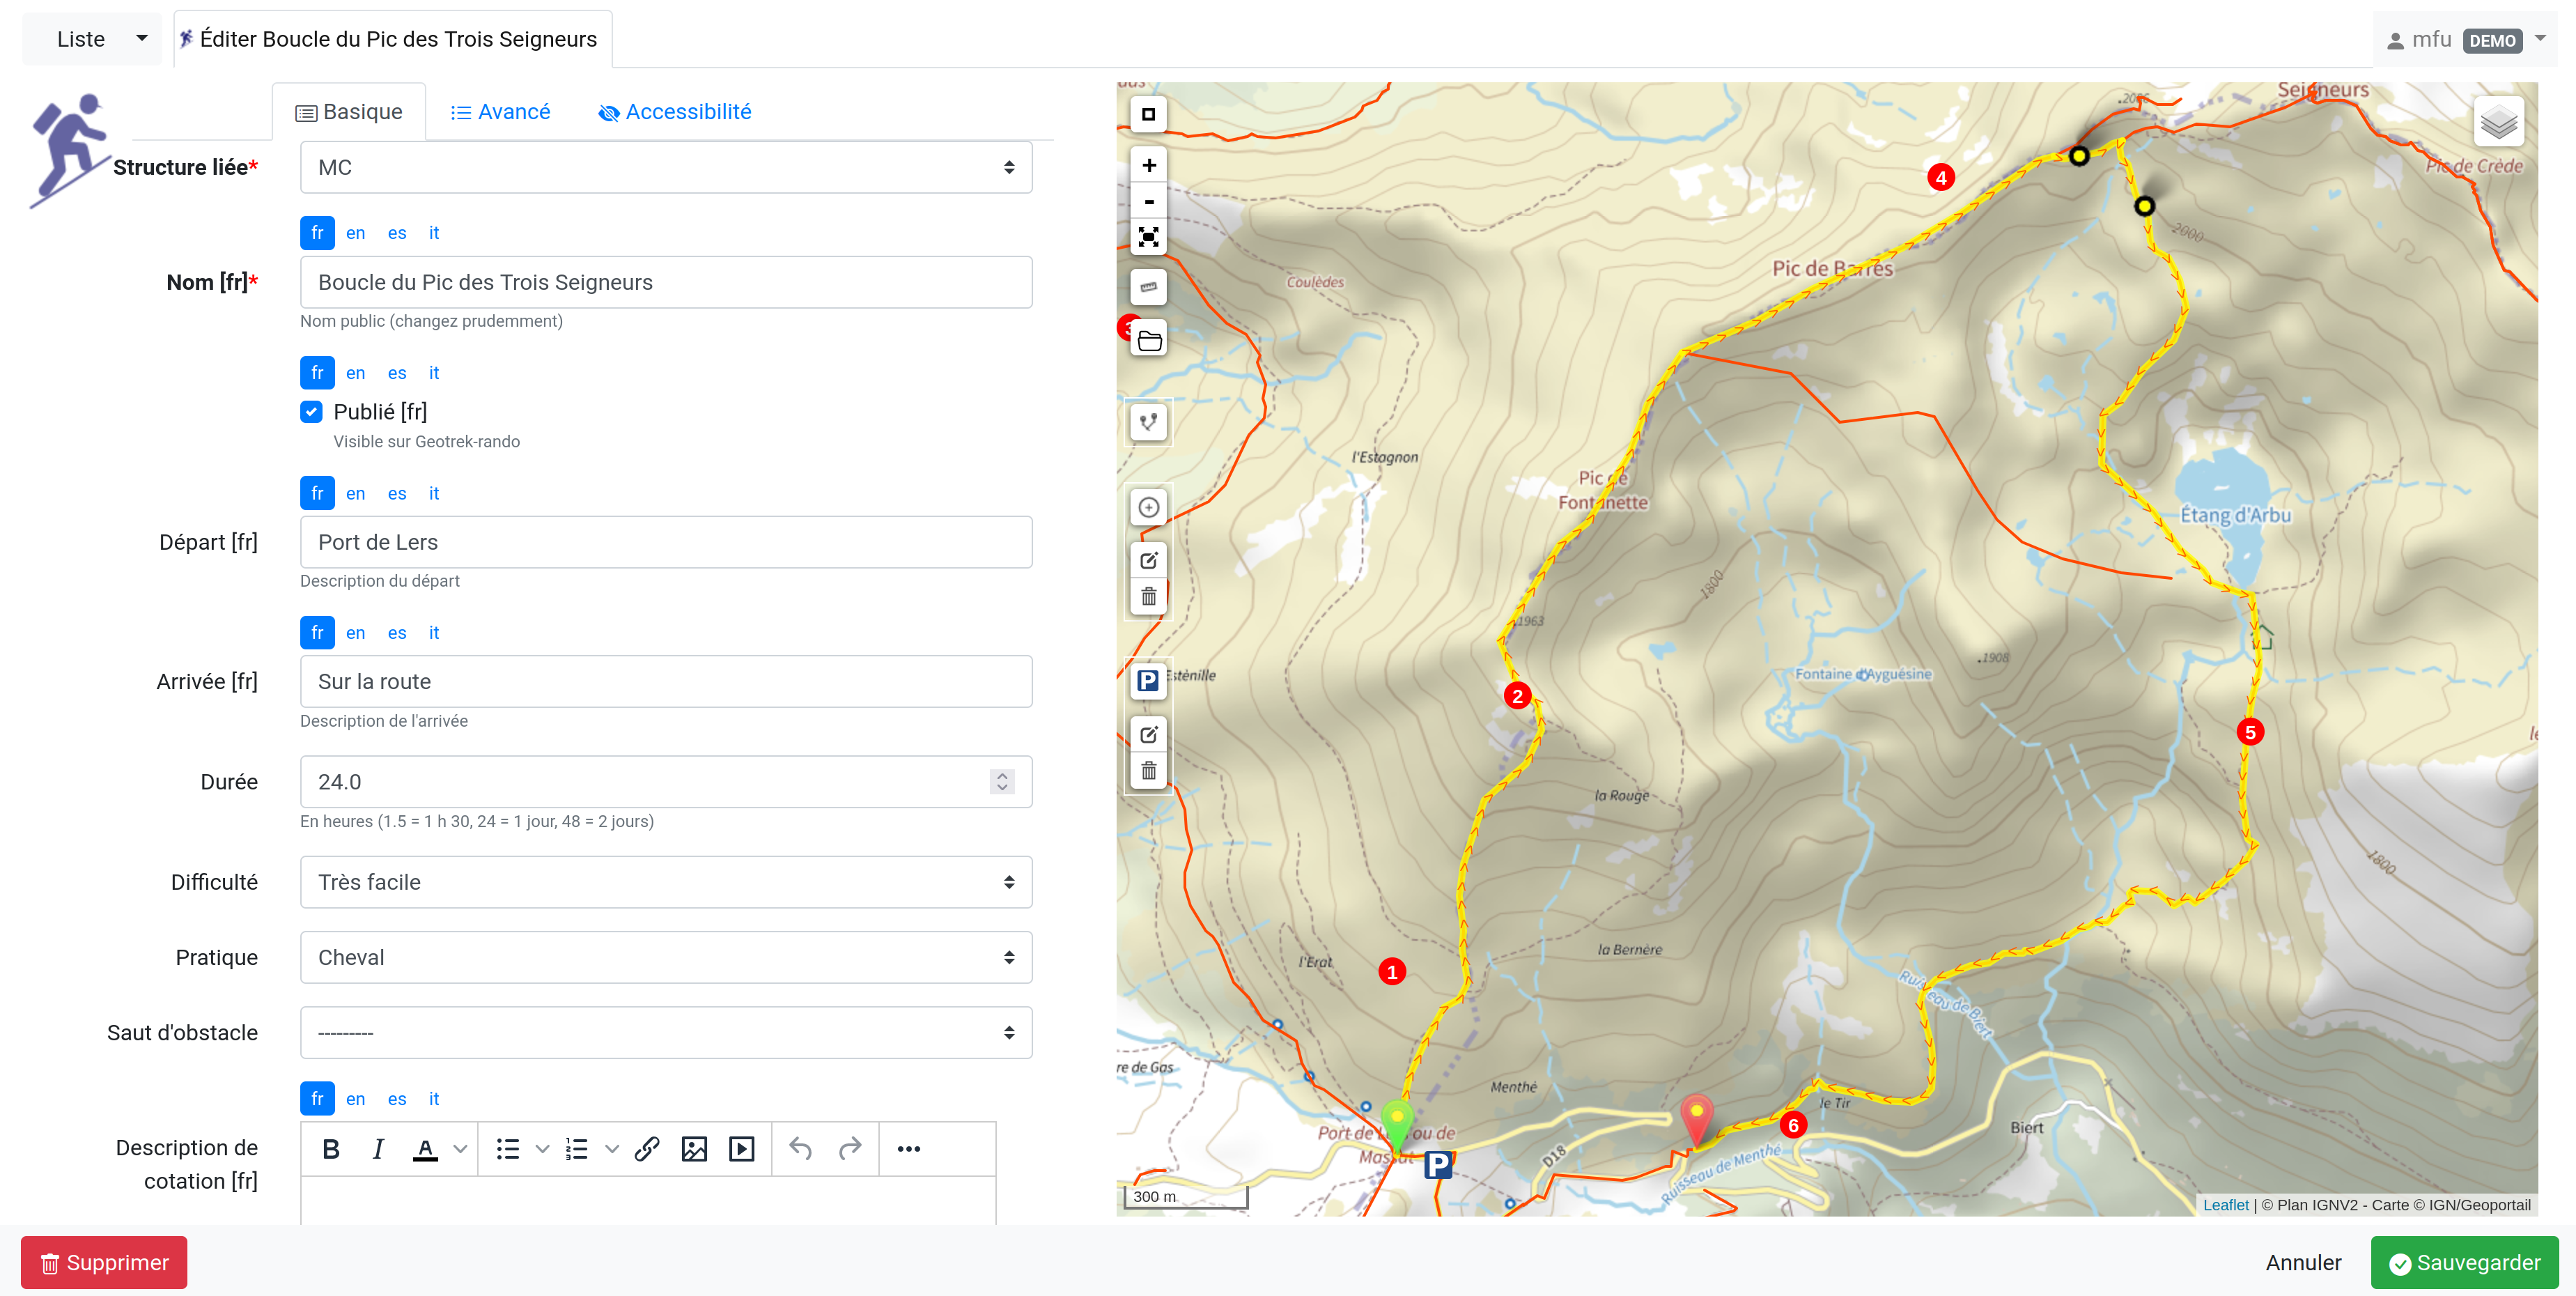 Liste
Éditer Boucle du Pic des Trois Seigneurs
mfu DEMO
Basique
Avancé
Accessibilité
Structure liée*
MC
fr en es it
Nom [fr]*
Boucle du Pic des Trois Seigneurs
Nom public (changez prudemment)
fr en es it
Publié [fr]
Visible sur Geotrek-rando
fr en es it
Départ [fr]
Port de Lers
Description du départ
fr en es it
Arrivée [fr]
Sur la route
Description de l'arrivée
Durée
24.0
En heures (1.5 = 1 h 30, 24 = 1 jour, 48 = 2 jours)
Difficulté
Très facile
Pratique
Cheval
Saut d'obstacle
---------
fr en es it
Description de
cotation [fr]
B I A
Supprimer
Annuler
Sauvegarder
+
-
Seigneurs
Pic de Crède
4
2000
Pic de Barrès
Coulèdes
3
l'Estagnon
Pic de
Fontanette
Étang d'Arbu
1800
1963
1908
Esténille
P
Fontaine d'Ayguésine
2
5
la Rouge
1800
l'Erat
1
la Bernère
Ruisseau de Biert
re de Gas
Menthé
le Tir
6
Biert
D18
P
Ruisseau de Menthé
300 m
Leaflet | © Plan IGNV2 - Carte © IGN/Geoportail